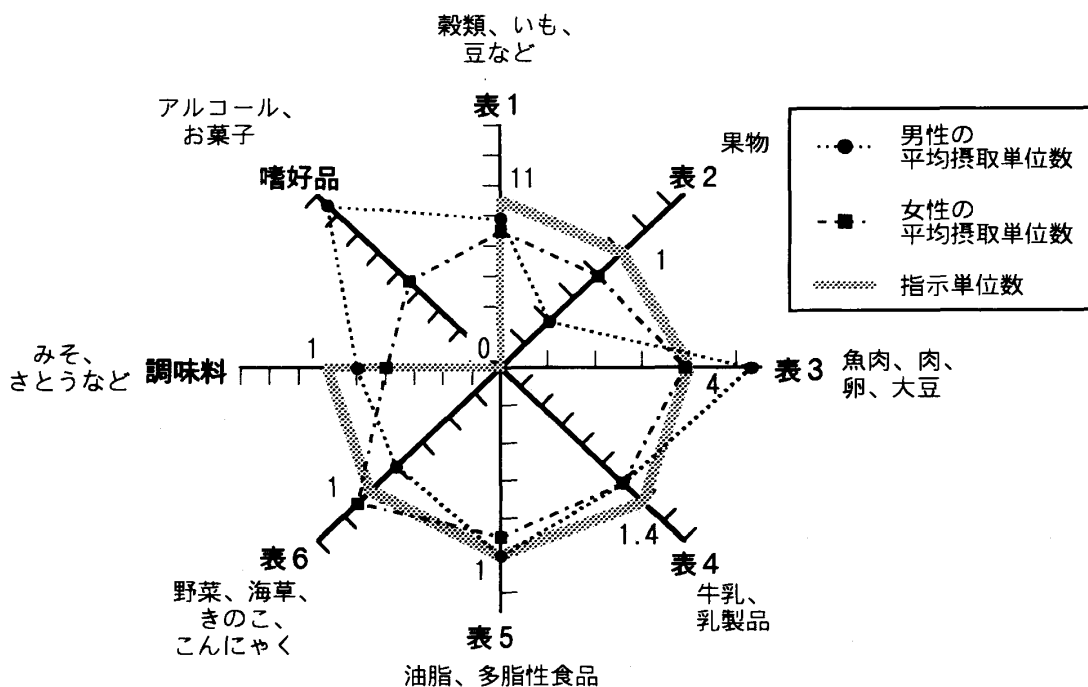 穀類、いも、
豆など
表1
アルコール、
お菓子
嗜好品
果物
表2
11
1
男性の
平均摂取単位数
女性の
平均摂取単位数
指示単位数
みそ、
さとうなど
調味料
1
0
4
表3
魚肉、肉、
卵、大豆
1
1.4
表6
表4
1
野菜、海草、
きのこ、
こんにゃく
牛乳、
乳製品
表5
油脂、多脂性食品